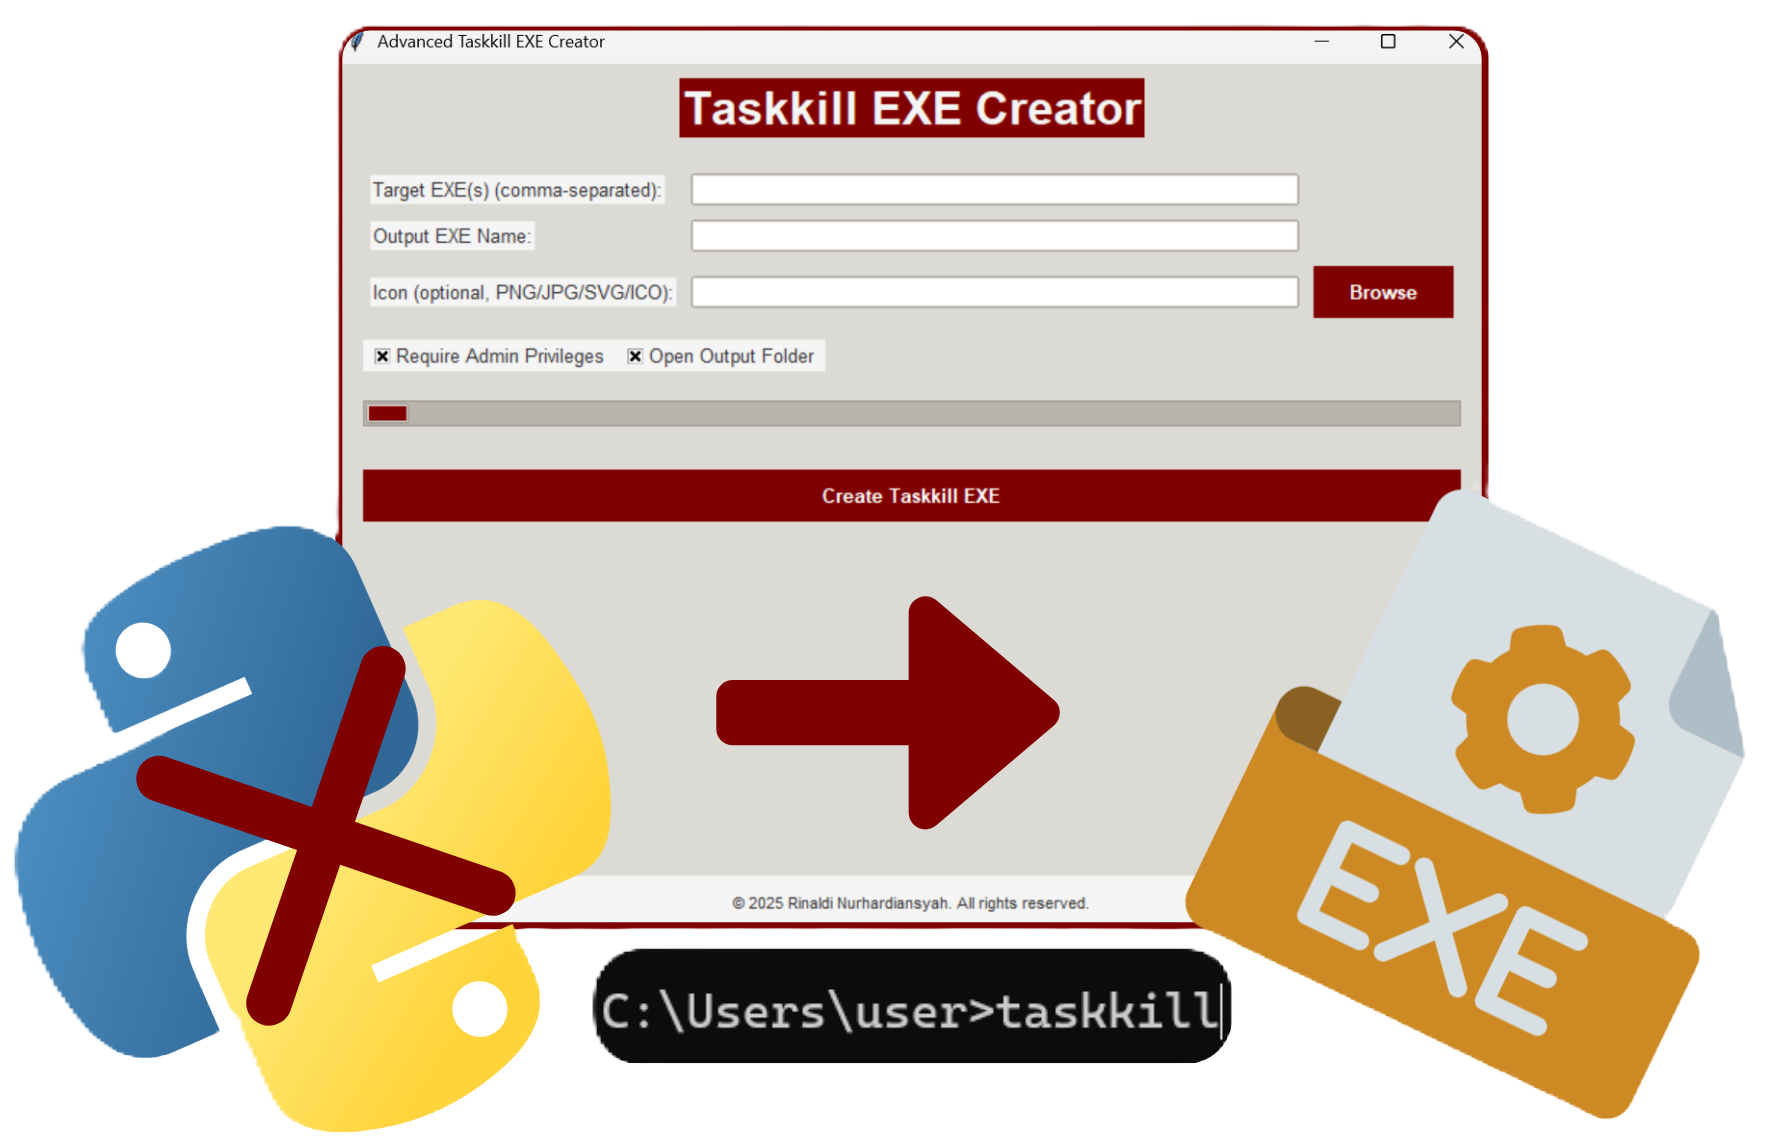 Advanced Taskkill EXE Creator
Taskkill EXE Creator
Target EXE(s) (comma-separated):
Output EXE Name:
Icon (optional, PNG/JPG/SVG/ICO):
Browse
Require Admin Privileges
Open Output Folder
Create Taskkill EXE
© 2025 Rinaldi Nurhardiansyah. All rights reserved.
EXE
C:\Users\user>taskkill